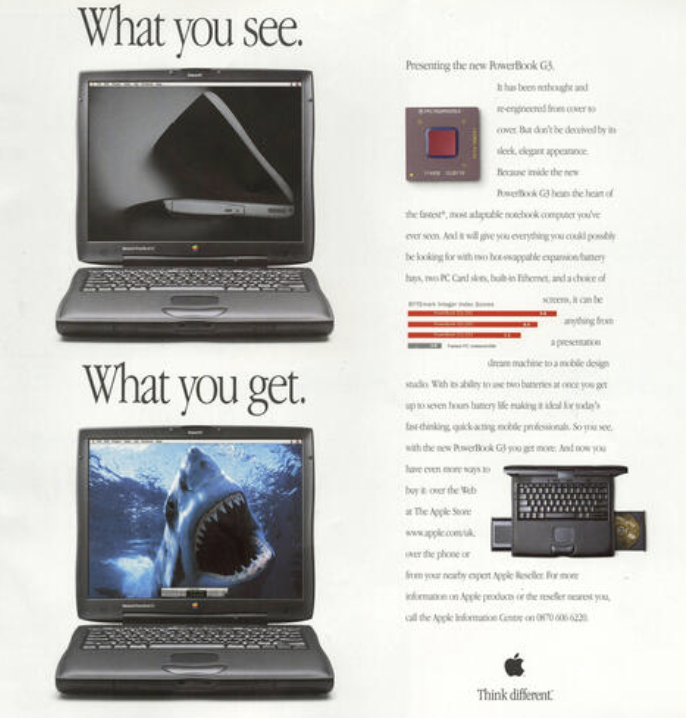 What you see.
What you get.
Presenting the new PowerBook G3.
It has been rethought and
re-engineered from cover to
cover. But don't be deceived by its
sleek, elegant appearance.
Because inside the new
PowerBook G3 beats the heart of
the fastest*, most adaptable notebook computer you've
ever seen. And it will give you everything you could possibly
be looking for with two hot-swappable expansion/battery
bays, two PC Card slots, built-in Ethernet, and a choice of
BYTEmark Integer Index Scores
screens, it can be
anything from
a presentation
dream machine to a mobile design
studio. With its ability to use two batteries at once you get
up to seven hours battery life making it ideal for today's
fast-thinking, quick-acting mobile professionals. So you see,
with the new PowerBook G3 you get more. And now you
have even more ways to
buy it: over the Web
at The Apple Store
www.apple.com/uk,
over the phone or
from your nearby expert Apple Reseller. For more
information on Apple products or the reseller nearest you,
call the Apple Information Centre on 0870 606 6220.
Think different.